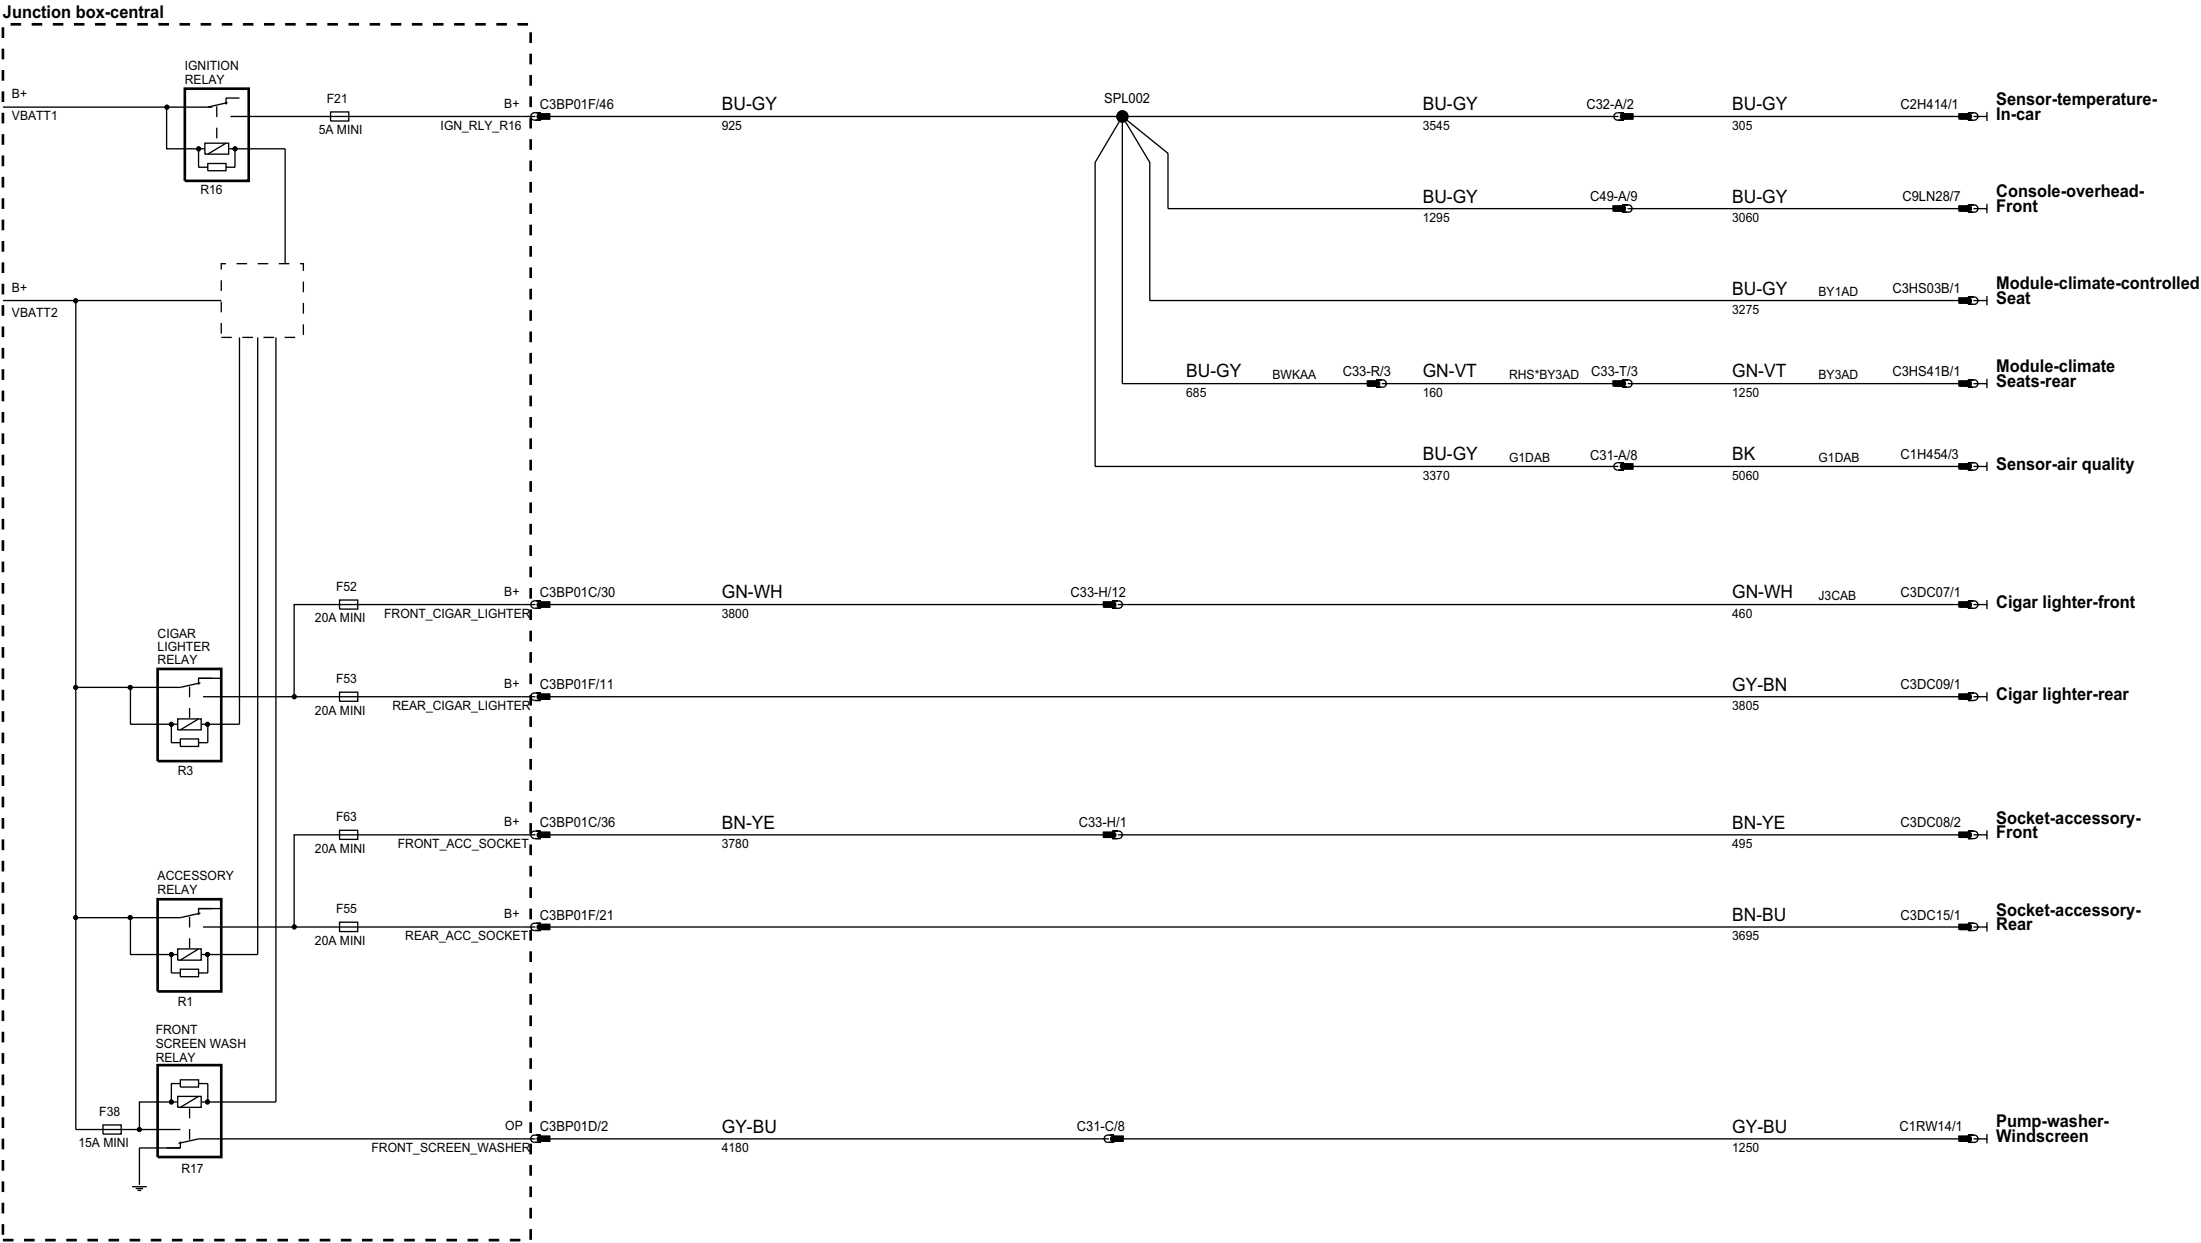 Junction box-central
IGNITION
RELAY
B+
VBATT1
F21
5A MINI
B+
IGN_RLY_R16
R16
C3BP01F/46
BU-GY
925
SPL002
BU-GY
3545
C32-A/2
BU-GY
305
C2H414/1
Sensor-temperature-
In-car
BU-GY
1295
C49-A/9
BU-GY
3060
C9LN28/7
Console-overhead-
Front
B+
VBATT2
BU-GY
3275
BY1AD
C3HS03B/1
Module-climate-controlled
Seat
BU-GY
685
BWKAA
C33-R/3
GN-VT
160
RHS*BY3AD
C33-T/3
GN-VT
1250
BY3AD
C3HS41B/1
Module-climate
Seats-rear
BU-GY
3370
G1DAB
C31-A/8
BK
5060
G1DAB
C1H454/3
Sensor-air quality
F52
20A MINI
B+
FRONT_CIGAR_LIGHTER
C3BP01C/30
GN-WH
3800
C33-H/12
GN-WH
460
J3CAB
C3DC07/1
Cigar lighter-front
CIGAR
LIGHTER
RELAY
R3
F53
20A MINI
B+
REAR_CIGAR_LIGHTER
C3BP01F/11
GY-BN
3805
C3DC09/1
Cigar lighter-rear
F63
20A MINI
B+
FRONT_ACC_SOCKET
C3BP01C/36
BN-YE
3780
C33-H/1
BN-YE
495
C3DC08/2
Socket-accessory-
Front
ACCESSORY
RELAY
R1
F55
20A MINI
B+
REAR_ACC_SOCKET
C3BP01F/21
BN-BU
3695
C3DC15/1
Socket-accessory-
Rear
FRONT
SCREEN WASH
RELAY
F38
15A MINI
R17
OP
FRONT_SCREEN_WASHER
C3BP01D/2
GY-BU
4180
C31-C/8
GY-BU
1250
C1RW14/1
Pump-washer-
Windscreen